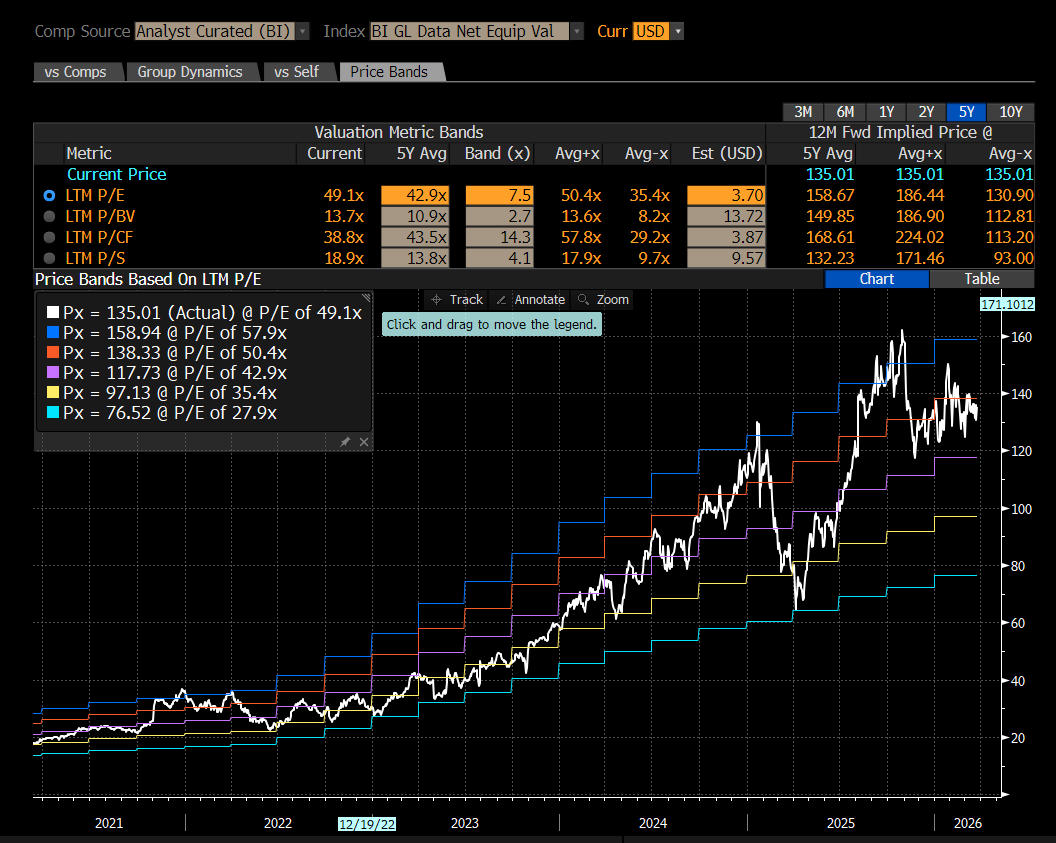 Comp Source Analyst Curated (BI) Index BI GL Data Net Equip Val Curr USD
vs Comps Group Dynamics vs Self Price Bands
3M 6M 1Y 2Y 5Y 10Y
Valuation Metric Bands 12M Fwd Implied Price @
Metric Current 5Y Avg Band (x) Avg+x Avg-x Est (USD) 5Y Avg Avg+x Avg-x
Current Price 135.01 135.01 135.01
LTM P/E 49.1x 42.9x 7.5 50.4x 35.4x 3.70 158.67 186.44 130.90
LTM P/BV 13.7x 10.9x 2.7 13.6x 8.2x 13.72 149.85 186.90 112.81
LTM P/CF 38.8x 43.5x 14.3 57.8x 29.2x 3.87 168.61 224.02 113.20
LTM P/S 18.9x 13.8x 4.1 17.9x 9.7x 9.57 132.23 171.46 93.00
Price Bands Based On LTM P/E Chart Table
Track Annotate Zoom
171.1012
Click and drag to move the legend.
Px = 135.01 (Actual) @ P/E of 49.1x
Px = 158.94 @ P/E of 57.9x
Px = 138.33 @ P/E of 50.4x
Px = 117.73 @ P/E of 42.9x
Px = 97.13 @ P/E of 35.4x
Px = 76.52 @ P/E of 27.9x
160
140
120
100
80
60
40
20
2021 2022 12/19/22 2023 2024 2025 2026